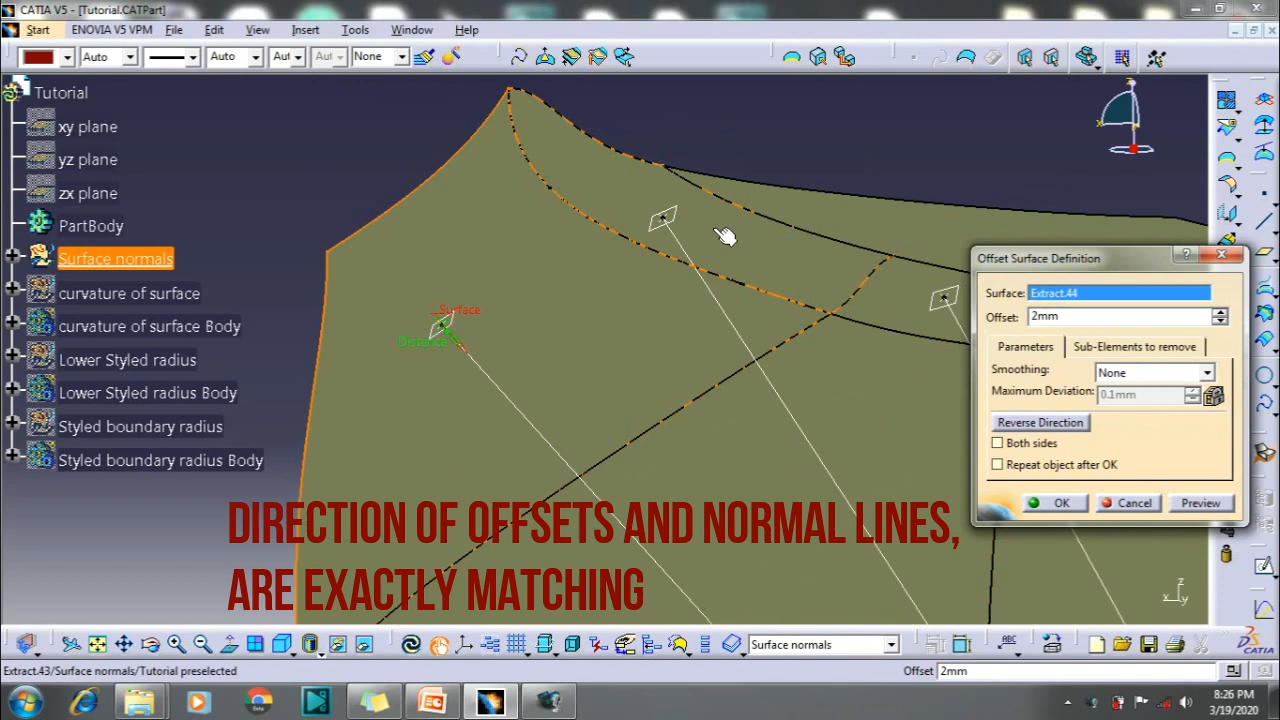 CATIA V5 - [Tutorial.CATPart]
Start ENOVIA V5 VPM File Edit View Insert Tools Window Help
Auto Auto Aut Aut None
Tutorial
xy plane
yz plane
zx plane
PartBody
Surface normals
curvature of surface
curvature of surface Body
Lower Styled radius
Lower Styled radius Body
Styled boundary radius
Styled boundary radius Body
Surface
Distance
Offset Surface Definition
Surface: Extract.44
Offset: 2mm
Parameters Sub-Elements to remove
Smoothing: None
Maximum Deviation: 0.1mm
Reverse Direction
Both sides
Repeat object after OK
OK Cancel Preview
DIRECTION OF OFFSETS AND NORMAL LINES,
ARE EXACTLY MATCHING
z
x y
Surface normals
ABC
CATIA
Extract.43/Surface normals/Tutorial preselected
Offset 2mm
8:26 PM
3/19/2020